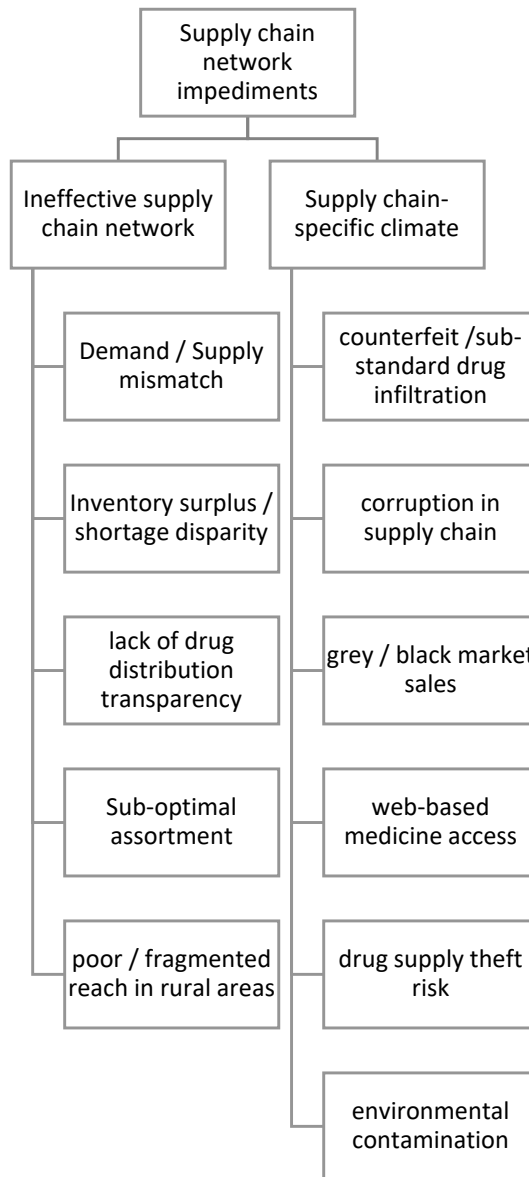 Supply chain
network
impediments
Ineffective supply
chain network
Demand / Supply
mismatch
Inventory surplus /
shortage disparity
lack of drug
distribution
transparency
Sub-optimal
assortment
poor / fragmented
reach in rural areas
Supply chain-
specific climate
counterfeit /sub-
standard drug
infiltration
corruption in
supply chain
grey / black market
sales
web-based
medicine access
drug supply theft
risk
environmental
contamination